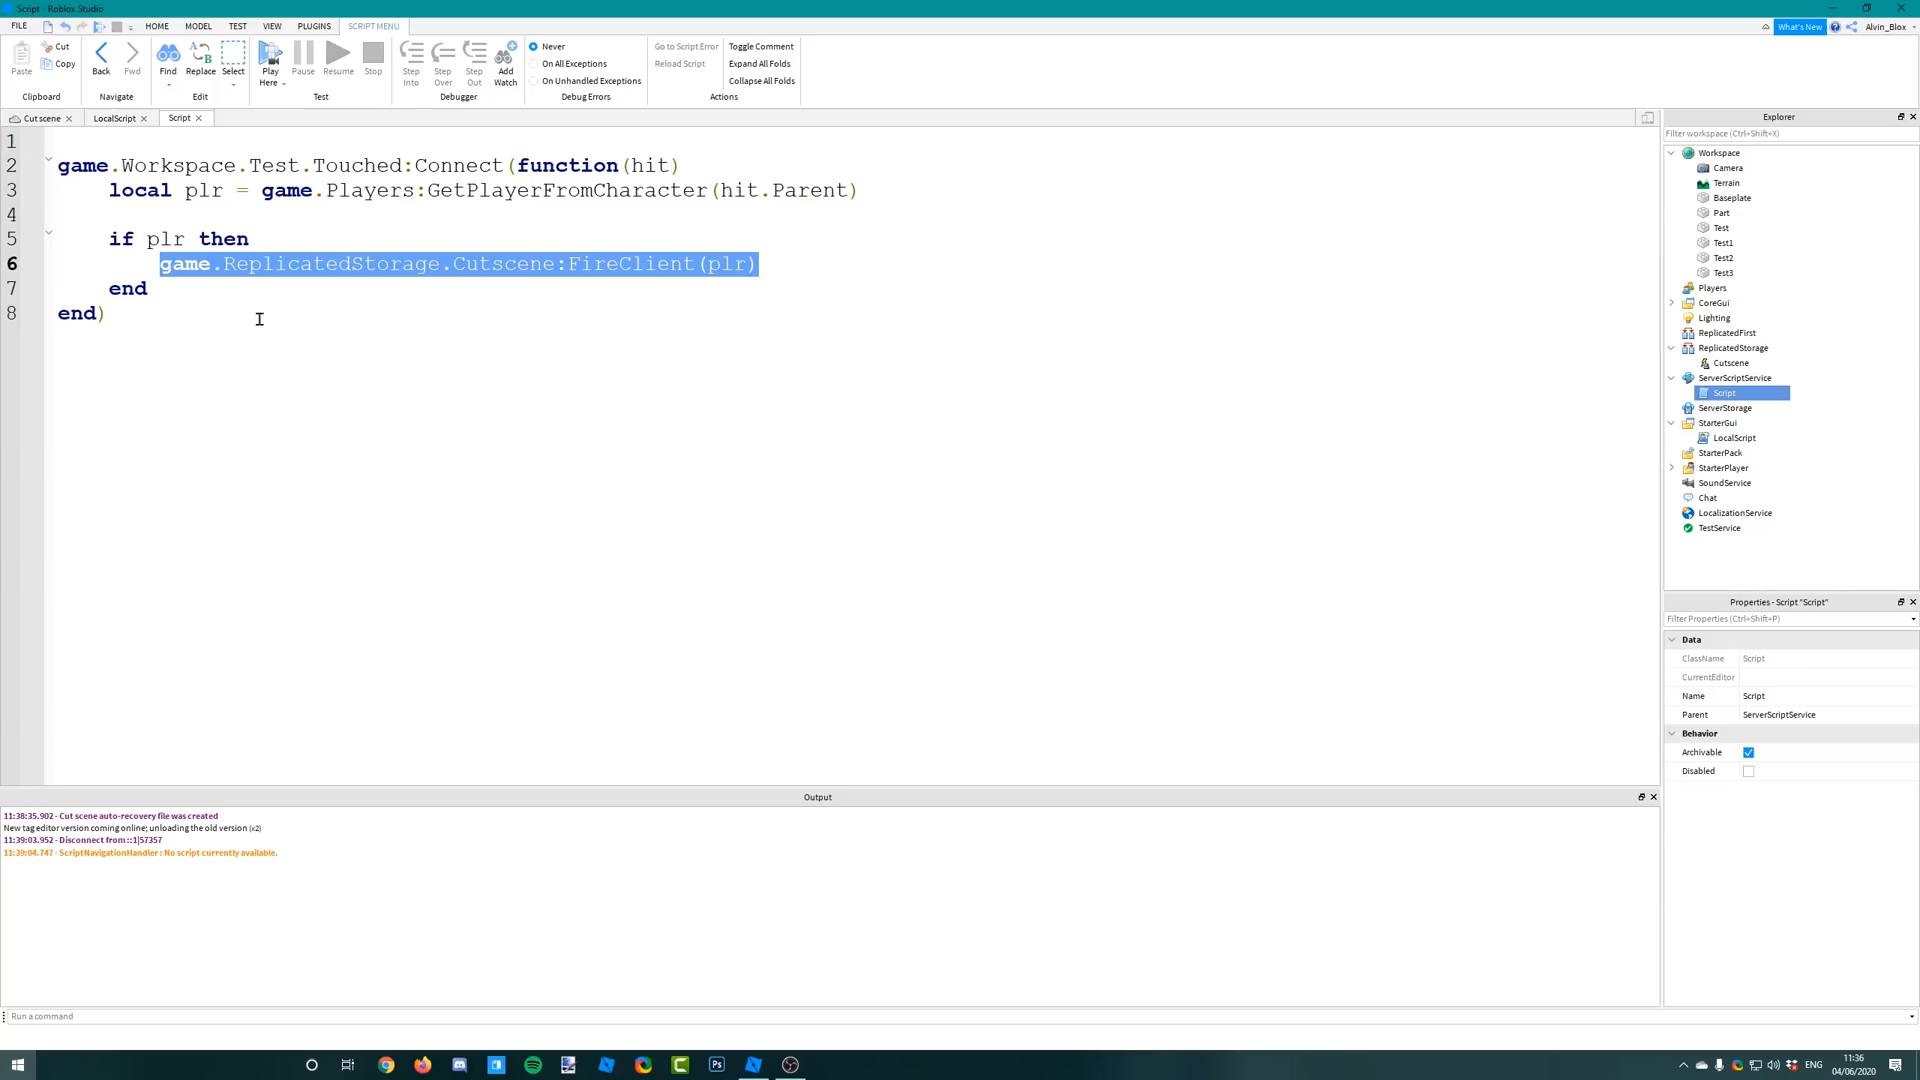 Script - Roblox Studio
FILE HOME MODEL TEST VIEW PLUGINS SCRIPT MENU What's New Alvin_Blox
Paste Cut Copy Back Fwd Find Replace Select Play Here Pause Resume Stop Step Into Step Over Step Out Add Watch
Never
On All Exceptions
On Unhandled Exceptions
Go to Script Error
Reload Script
Toggle Comment
Expand All Folds
Collapse All Folds
Clipboard Navigate Edit Test Debugger Debug Errors Actions
Cut scene LocalScript Script
1
2 game.Workspace.Test.Touched:Connect(function(hit)
3 local plr = game.Players:GetPlayerFromCharacter(hit.Parent)
4
5 if plr then
6 game.ReplicatedStorage.Cutscene:FireClient(plr)
7 end
8 end)
Explorer
Filter workspace (Ctrl+Shift+X)
Workspace
Camera
Terrain
Baseplate
Part
Test
Test1
Test2
Test3
Players
CoreGui
Lighting
ReplicatedFirst
ReplicatedStorage
Cutscene
ServerScriptService
Script
ServerStorage
StarterGui
LocalScript
StarterPack
StarterPlayer
SoundService
Chat
LocalizationService
TestService
Properties - Script "Script"
Filter Properties (Ctrl+Shift+P)
Data
ClassName Script
CurrentEditor
Name Script
Parent ServerScriptService
Behavior
Archivable
Disabled
Output
11:38:35.902 - Cut scene auto-recovery file was created
New tag editor version coming online; unloading the old version (x2)
11:39:03.952 - Disconnect from ::1|57357
11:39:04.747 - ScriptNavigationHandler : No script currently available.
Run a command
ENG
11:36
04/06/2020